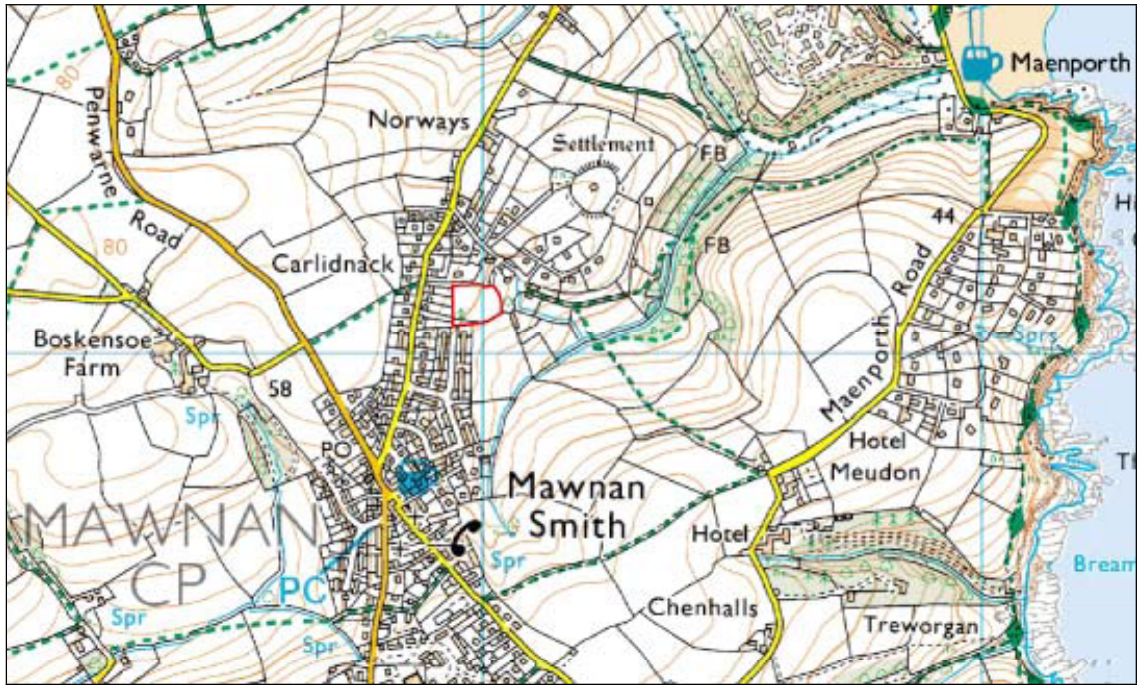 Maenporth
80
Penwarne
Road
Norways
Settlement
FB
FB
44
80
Carlidnack
Maenporth Road
Boskensoe
Farm
58
Spr
Sprs
PO
Hotel
Meudon
Mawnan
Smith
MAWNAN
CP
PC
Spr
Hotel
Spr
Spr
Chenhalls
Treworgan
Bream